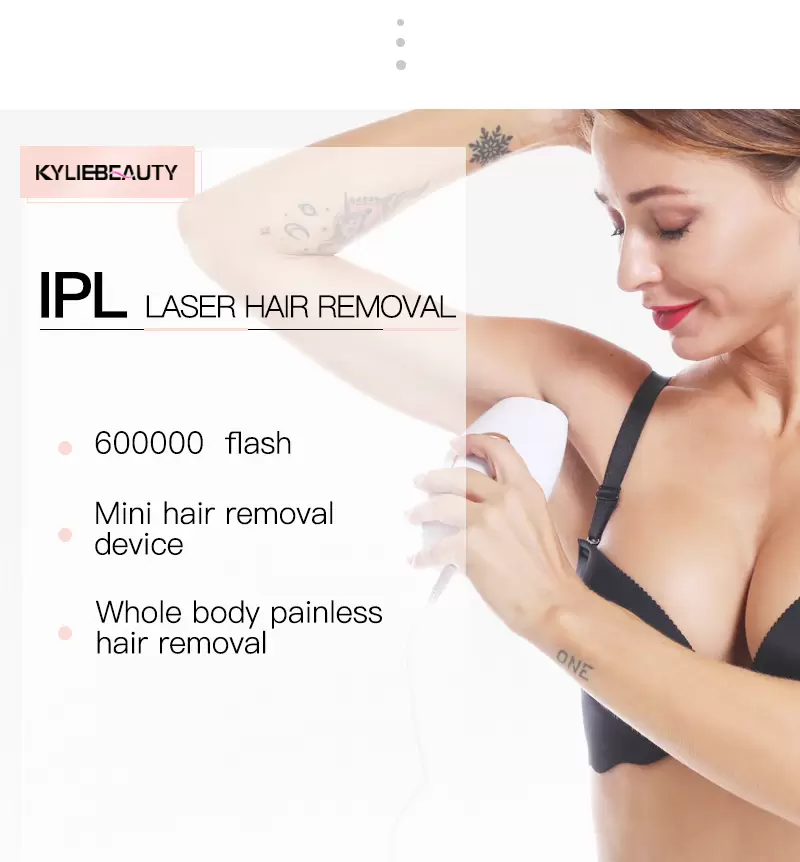 KYLIEBEAUTY
IPL LASER HAIR REMOVAL
600000 flash
Mini hair removal
device
Whole body painless
hair removal
ONE